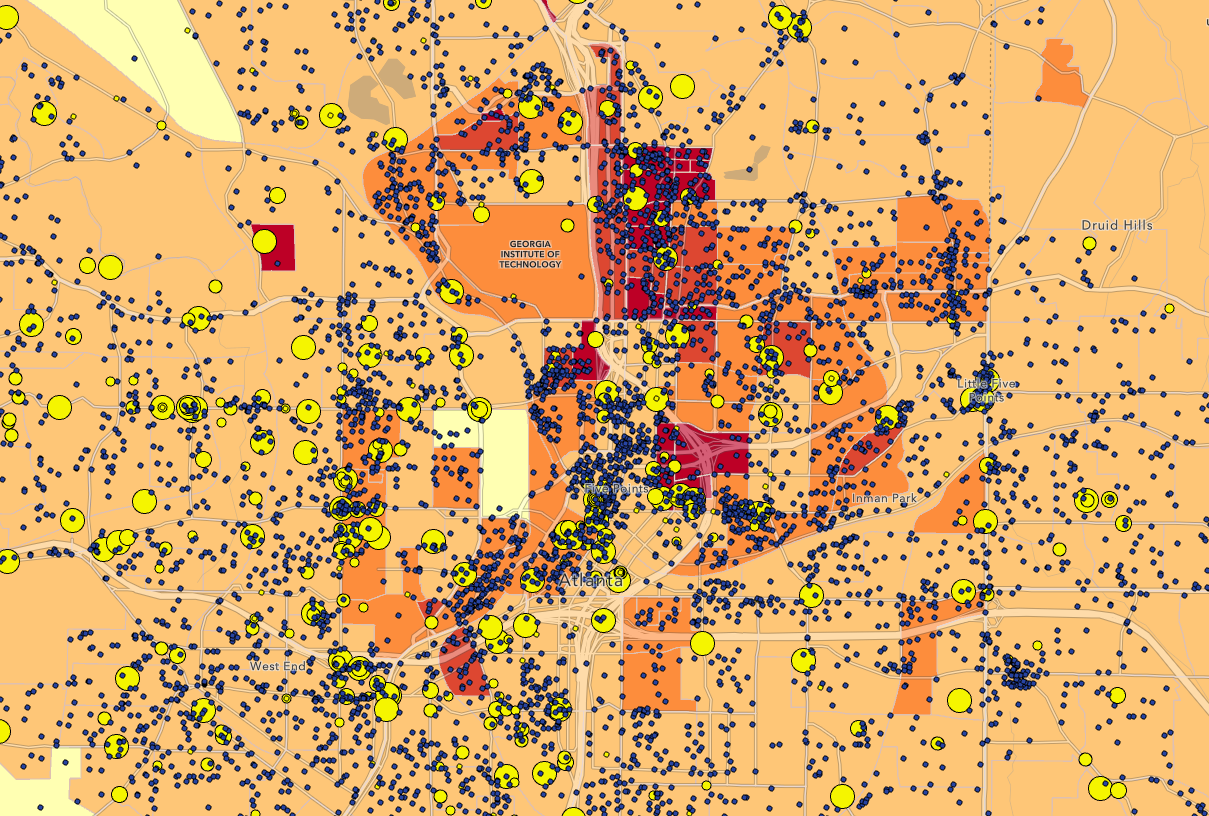 Druid Hills
GEORGIA
INSTITUTE OF
TECHNOLOGY
Little Five
Points
Five Points
Inman Park
Atlanta
West End